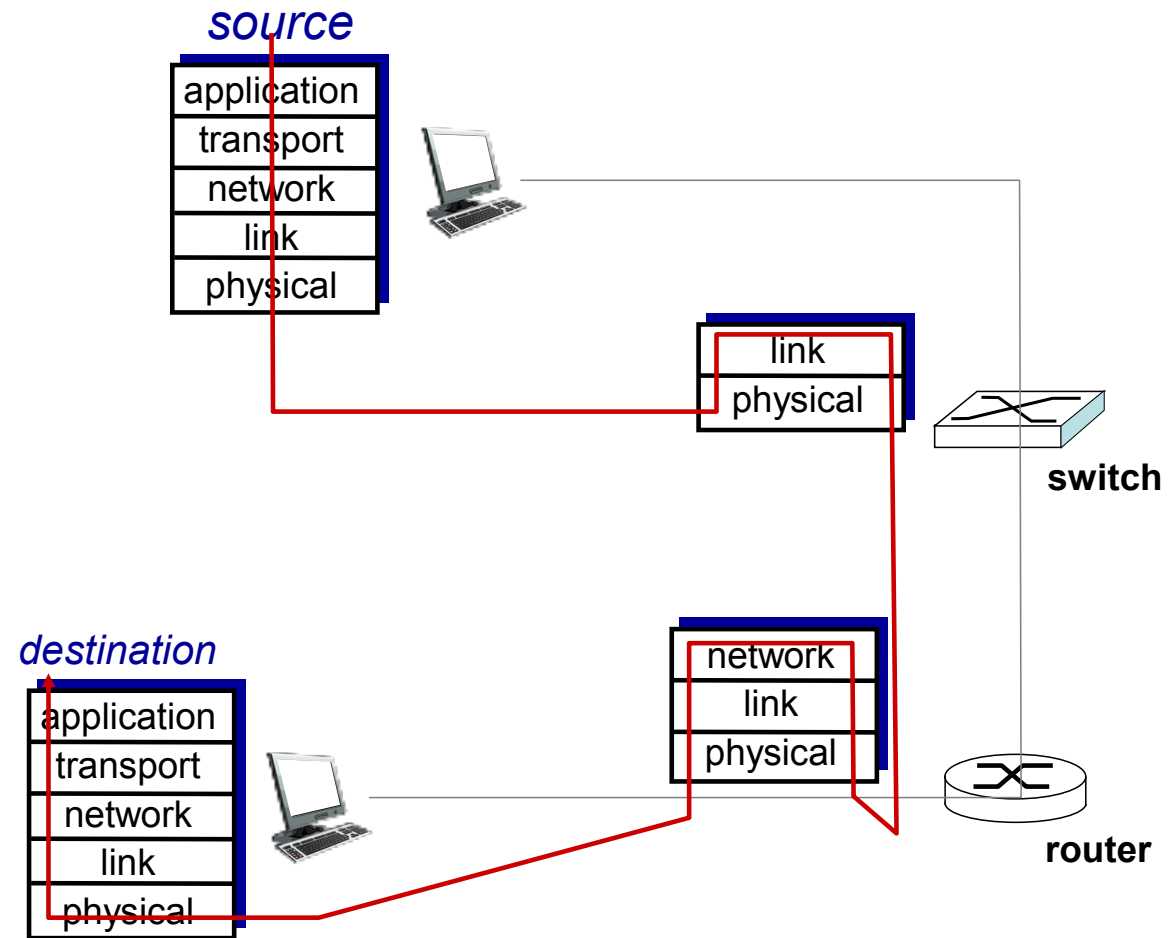 source
application
transport
network
link
physical
link
physical
switch
destination
application
transport
network
link
physical
network
link
physical
router